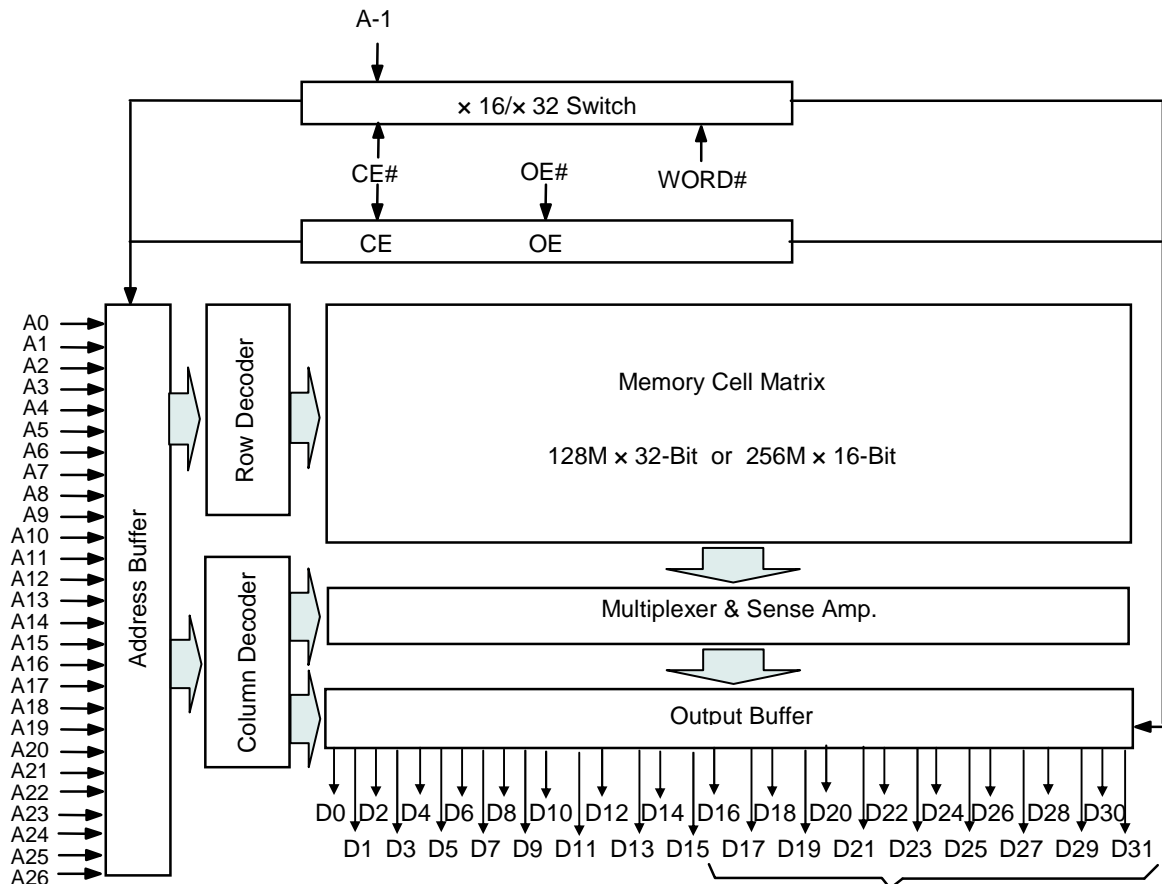 A-1
× 16/× 32 Switch
CE#
OE#
WORD#
CE
OE
A0
A1
A2
A3
A4
A5
A6
A7
A8
A9
A10
A11
A12
A13
A14
A15
A16
A17
A18
A19
A20
A21
A22
A23
A24
A25
A26
Address Buffer
Row Decoder
Column Decoder
Memory Cell Matrix
128M × 32-Bit or 256M × 16-Bit
Multiplexer & Sense Amp.
Output Buffer
D0 D2 D4 D6 D8 D10 D12 D14 D16 D18 D20 D22 D24 D26 D28 D30
D1 D3 D5 D7 D9 D11 D13 D15 D17 D19 D21 D23 D25 D27 D29 D31